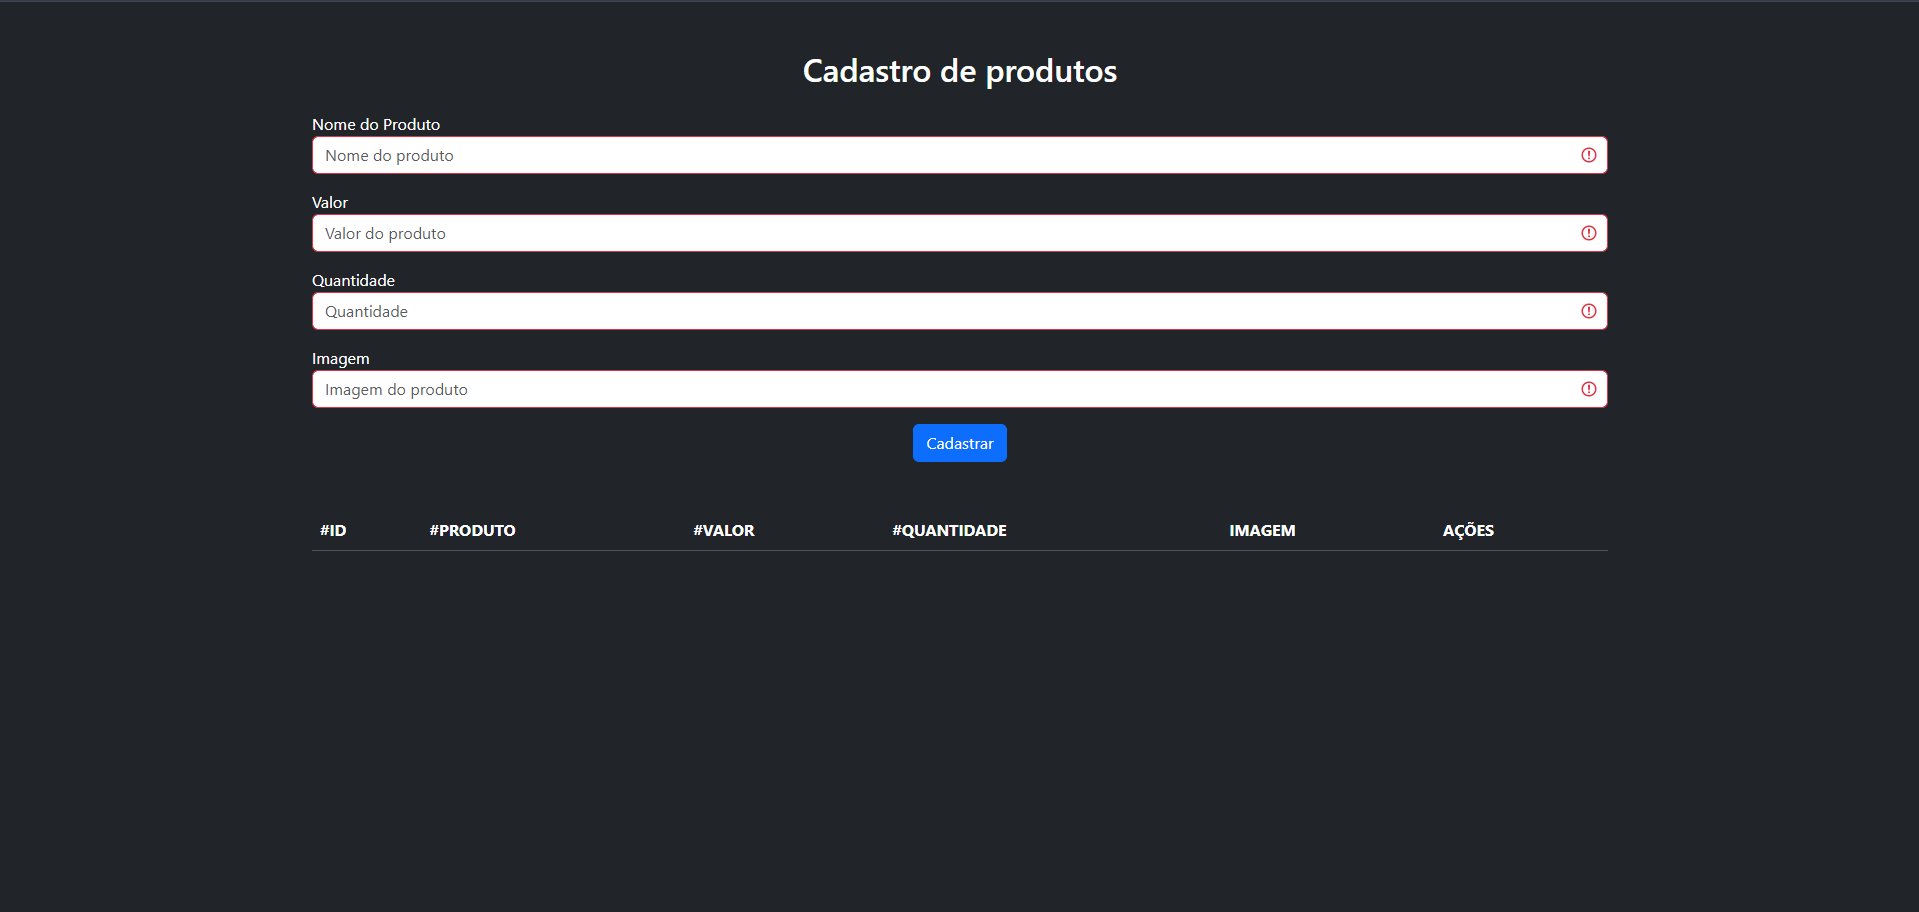 Cadastro de produtos
Nome do Produto
Nome do produto
Valor
Valor do produto
Quantidade
Quantidade
Imagem
Imagem do produto
Cadastrar
#ID #PRODUTO #VALOR #QUANTIDADE IMAGEM AÇÕES